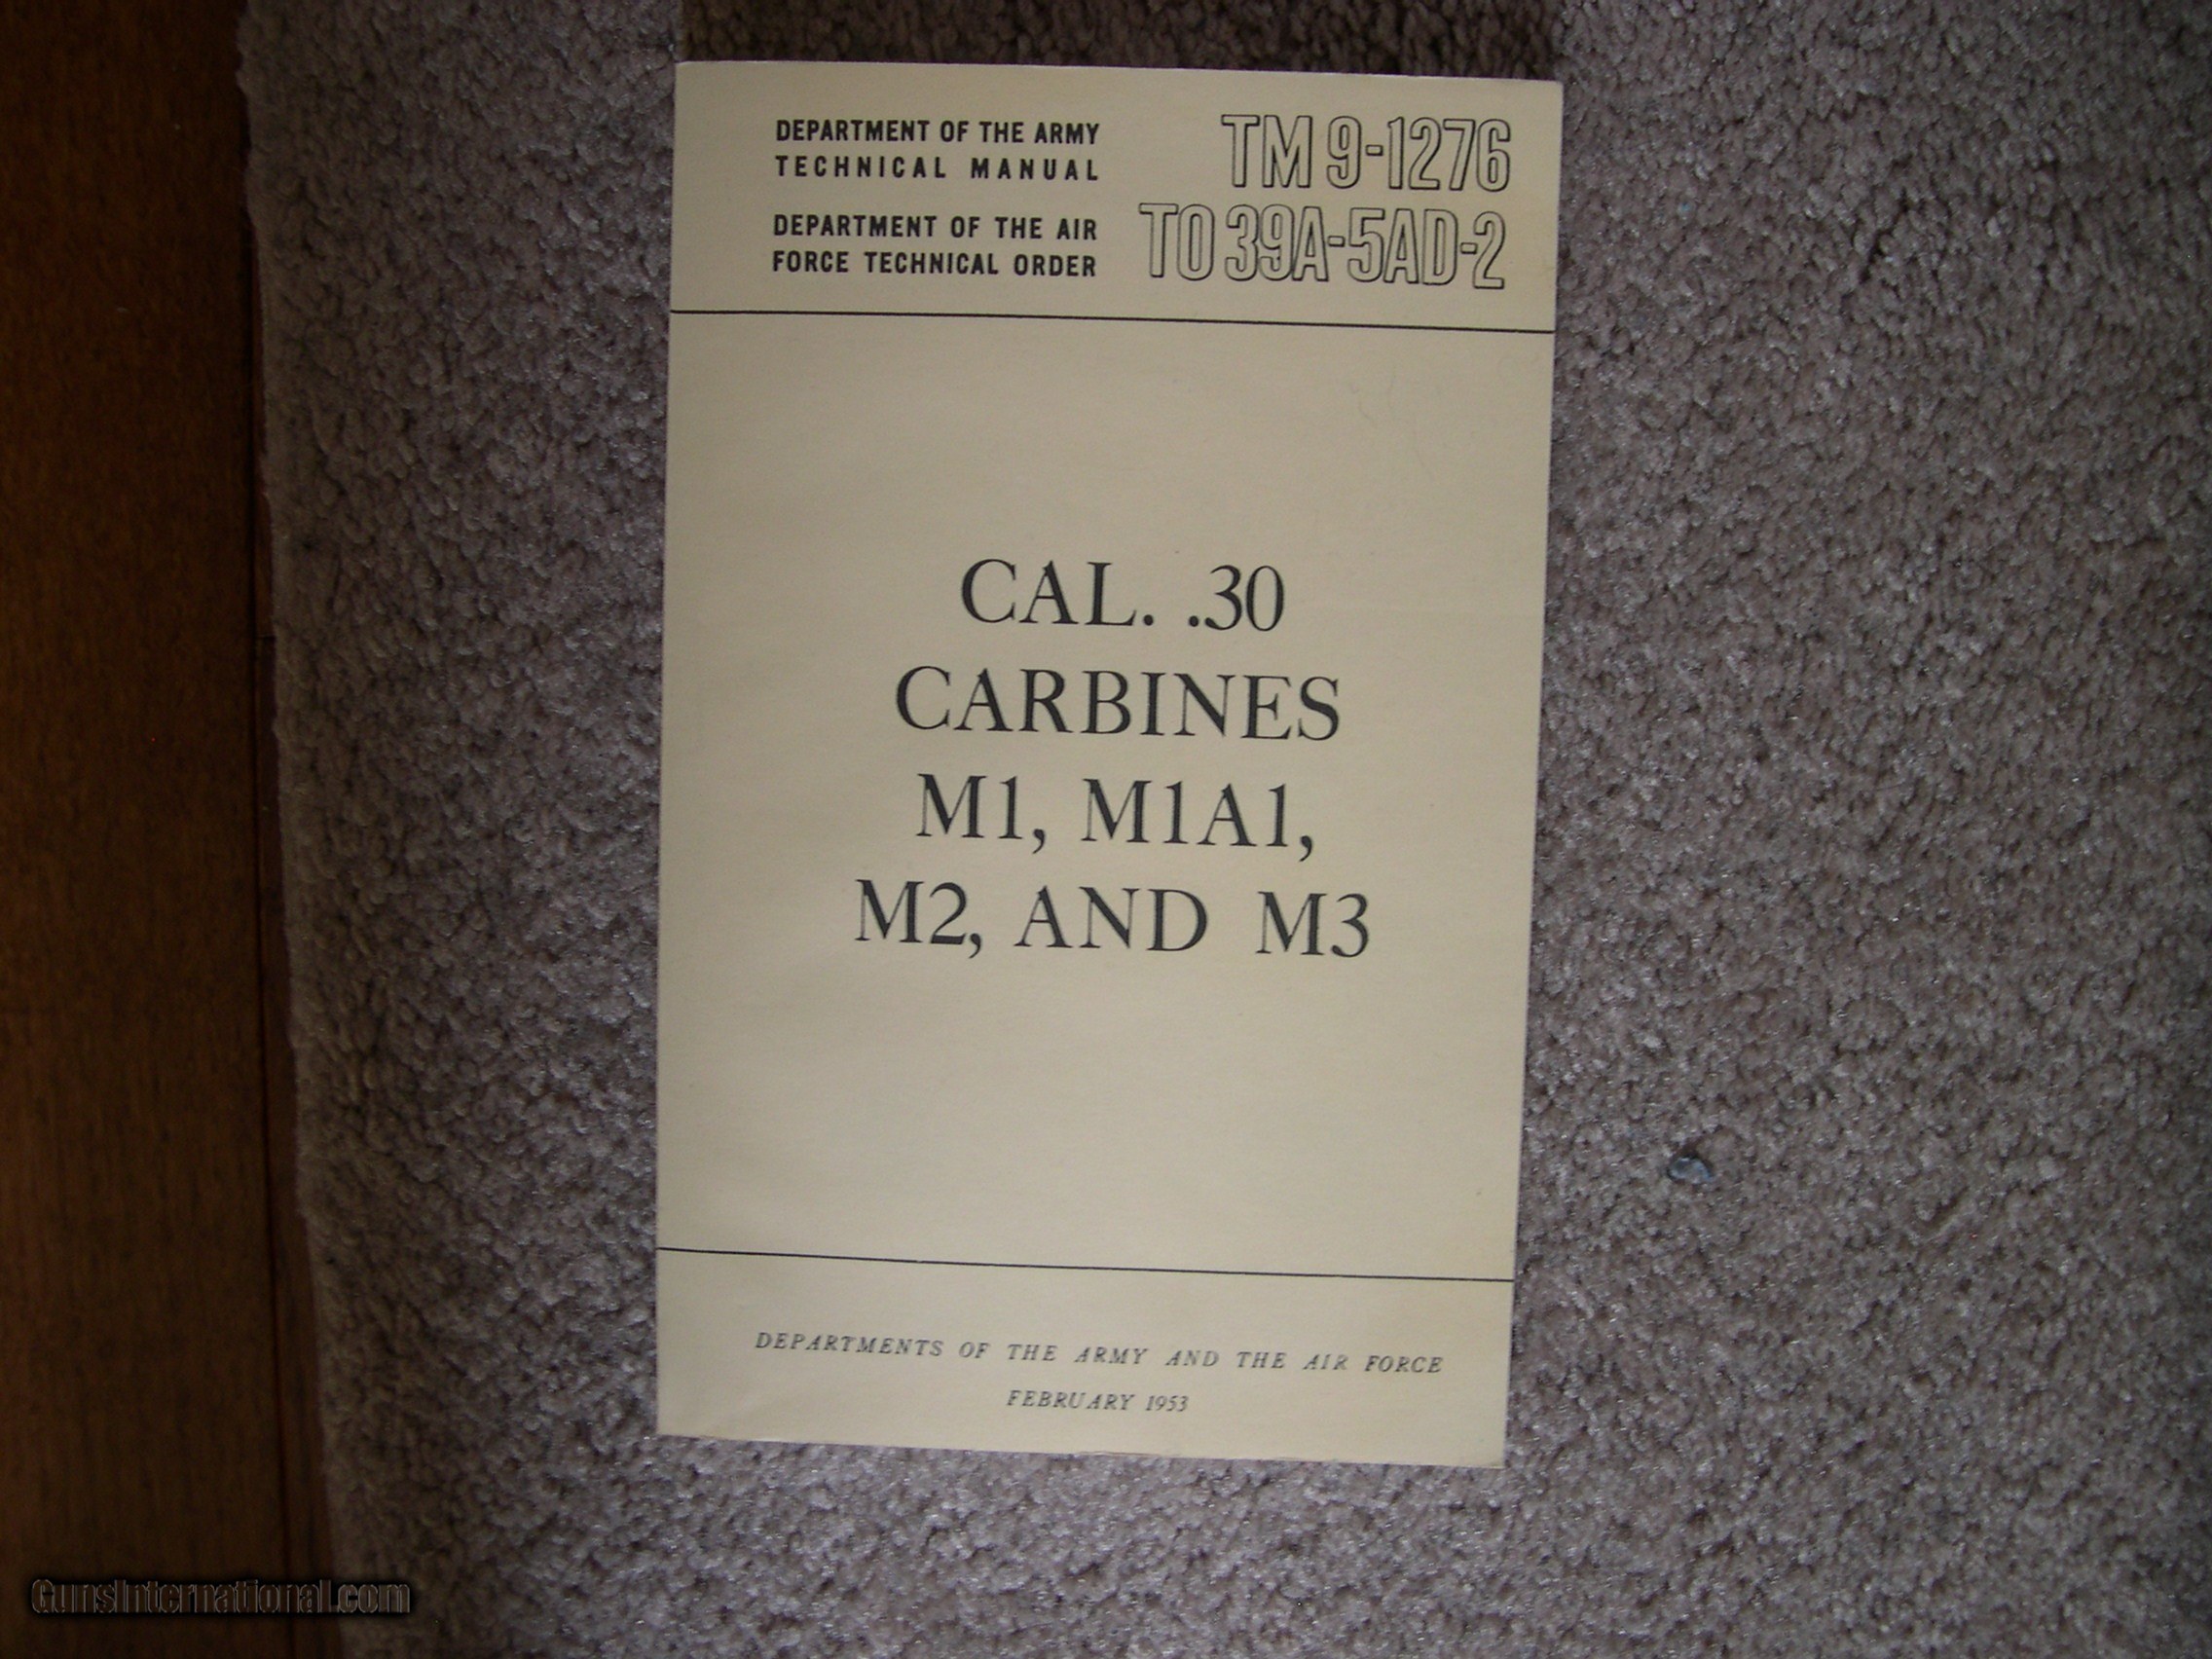 DEPARTMENT OF THE ARMY
TECHNICAL MANUAL
TM 9-1276
DEPARTMENT OF THE AIR
FORCE TECHNICAL ORDER
TO 39A-5AD-2
CAL. .30
CARBINES
M1, M1A1,
M2, AND M3
DEPARTMENTS OF THE ARMY AND THE AIR FORCE
FEBRUARY 1953
GunsInternational.com